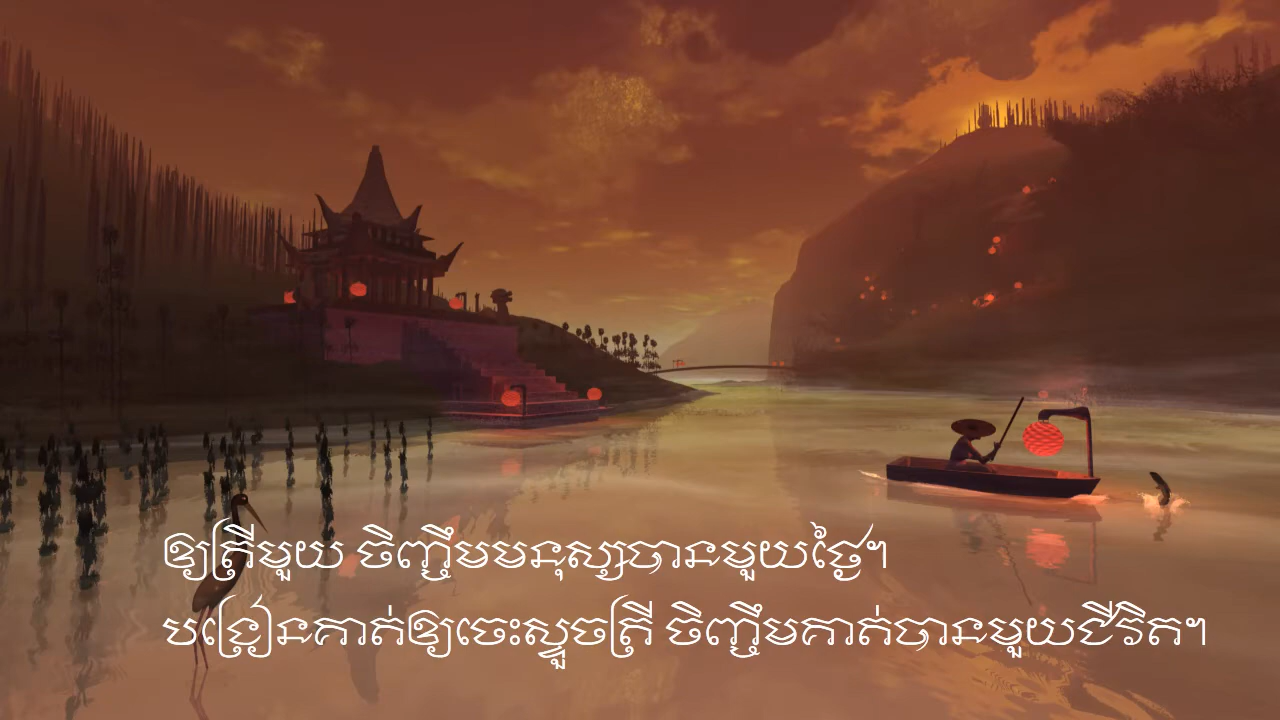 ឱ្យត្រីមួយ ចិញ្ចឹមមនុស្សបានមួយថ្ងៃ។
បង្រៀនគាត់ឱ្យចេះស្ទូចត្រី ចិញ្ចឹមគាត់បានមួយជីវិត។